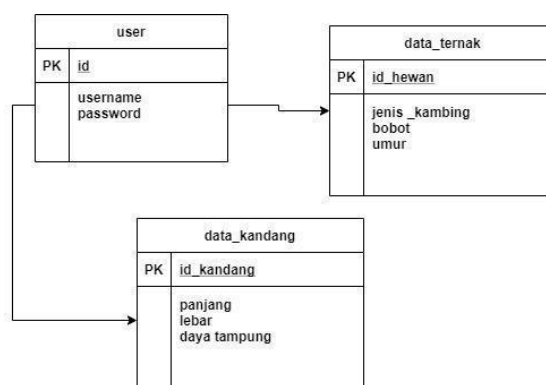 user
PK id
username
password
data_ternak
PK id_hewan
jenis _kambing
bobot
umur
data_kandang
PK id_kandang
panjang
lebar
daya tampung